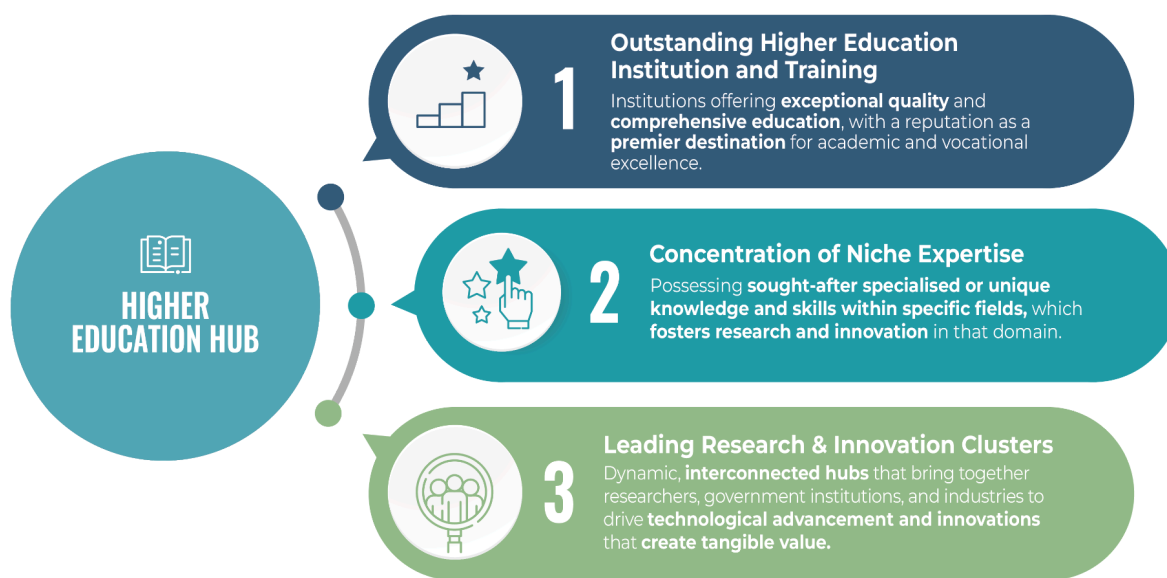 HIGHER
EDUCATION HUB
1
Outstanding Higher Education
Institution and Training
Institutions offering exceptional quality and
comprehensive education, with a reputation as a
premier destination for academic and vocational
excellence.
2
Concentration of Niche Expertise
Possessing sought-after specialised or unique
knowledge and skills within specific fields, which
fosters research and innovation in that domain.
3
Leading Research & Innovation Clusters
Dynamic, interconnected hubs that bring together
researchers, government institutions, and industries to
drive technological advancement and innovations
that create tangible value.